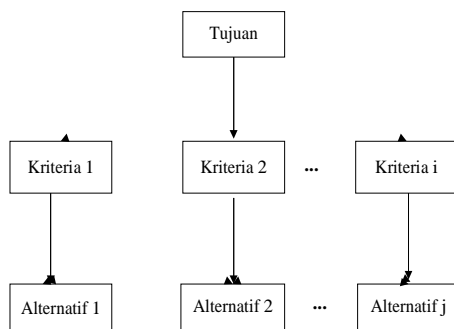 Tujuan
Kriteria 1 Kriteria 2 ... Kriteria i
Alternatif 1 Alternatif 2 ... Alternatif j